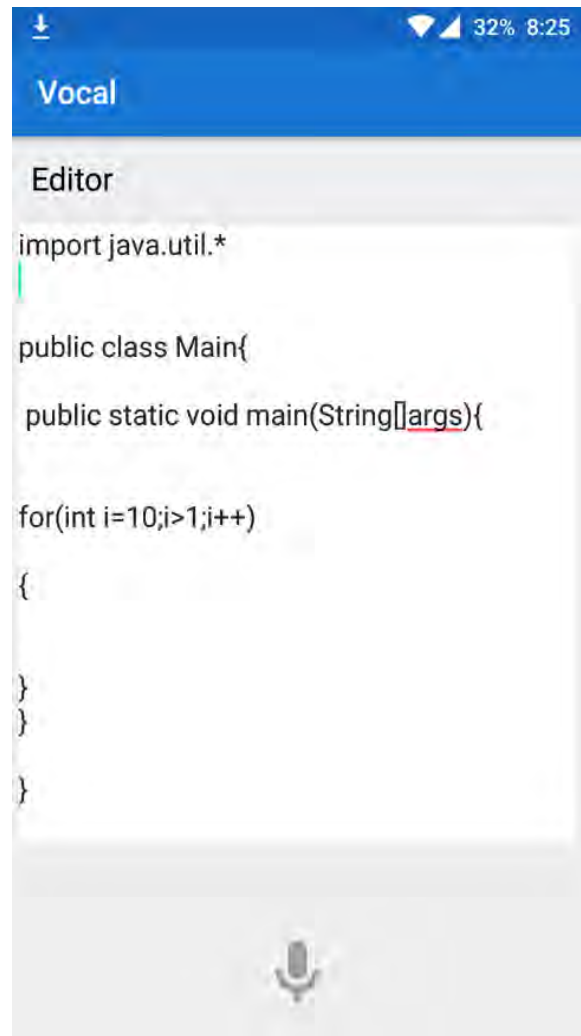 32% 8:25
Vocal
Editor
import java.util.*
public class Main{
public static void main(String[]args){
for(int i=10;i>1;i++)
{
}
}
}